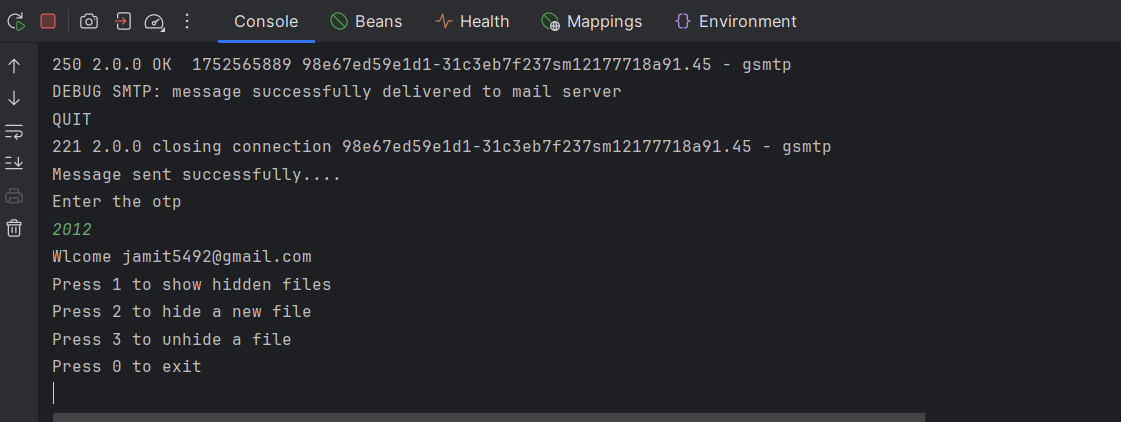 Console Beans Health Mappings Environment
250 2.0.0 OK  1752565889 98e67ed59e1d1-31c3eb7f237sm12177718a91.45 - gsmtp
DEBUG SMTP: message successfully delivered to mail server
QUIT
221 2.0.0 closing connection 98e67ed59e1d1-31c3eb7f237sm12177718a91.45 - gsmtp
Message sent successfully....
Enter the otp
2012
Wlcome jamit5492@gmail.com
Press 1 to show hidden files
Press 2 to hide a new file
Press 3 to unhide a file
Press 0 to exit